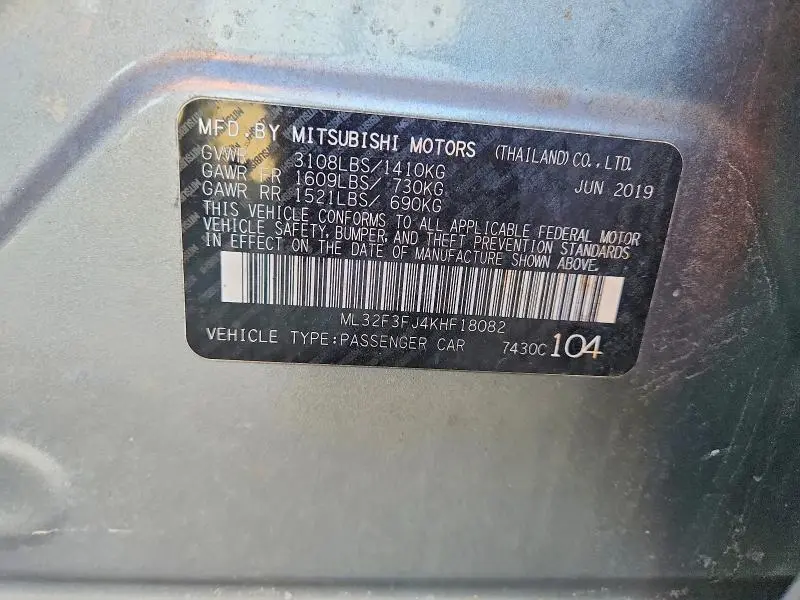 MFD.BY MITSUBISHI MOTORS (THAILAND) CO., LTD.
GVWR 3108LBS/1410KG JUN 2019
GAWR FR 1609LBS/ 730KG
GAWR RR 1521LBS/ 690KG
THIS VEHICLE CONFORMS TO ALL APPLICABLE FEDERAL MOTOR
VEHICLE SAFETY, BUMPER, AND THEFT PREVENTION STANDARDS
IN EFFECT ON THE DATE OF MANUFACTURE SHOWN ABOVE.
ML32F3FJ4KHF18082
VEHICLE TYPE:PASSENGER CAR 7430C 104